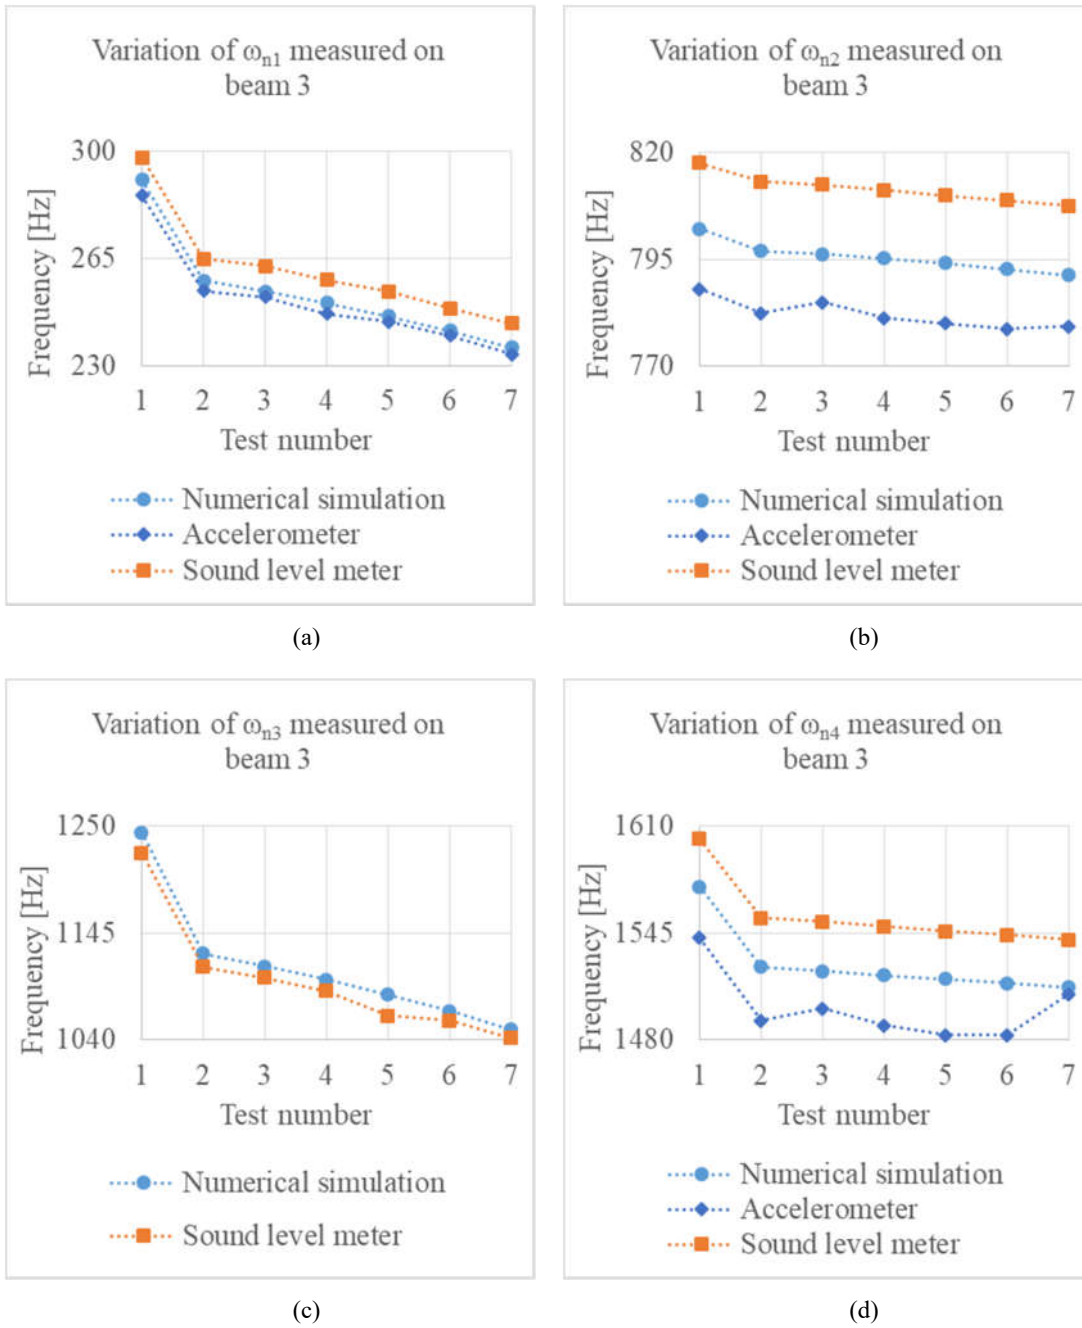 Variation of ωn1 measured on
beam 3
300
265
230
Frequency [Hz]
1 2 3 4 5 6 7
Test number
Numerical simulation
Accelerometer
Sound level meter
(a)
Variation of ωn2 measured on
beam 3
820
795
770
Frequency [Hz]
1 2 3 4 5 6 7
Test number
Numerical simulation
Accelerometer
Sound level meter
(b)
Variation of ωn3 measured on
beam 3
1250
1145
1040
Frequency [Hz]
1 2 3 4 5 6 7
Test number
Numerical simulation
Sound level meter
(c)
Variation of ωn4 measured on
beam 3
1610
1545
1480
Frequency [Hz]
1 2 3 4 5 6 7
Test number
Numerical simulation
Accelerometer
Sound level meter
(d)